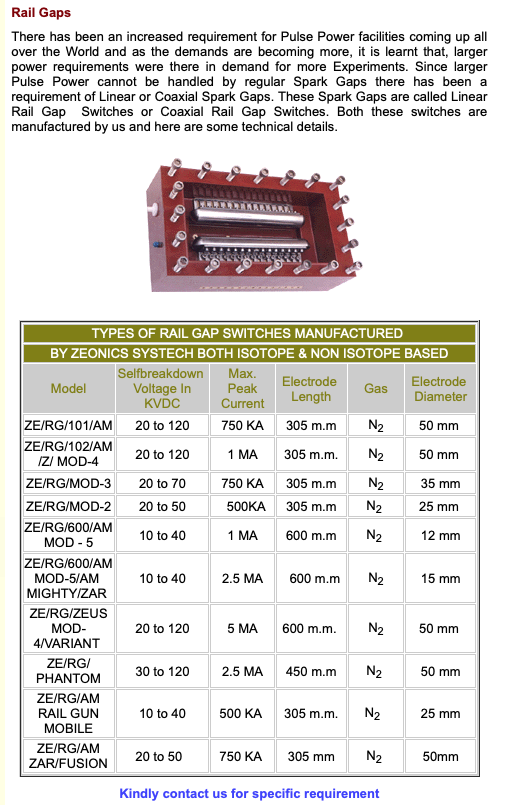 Rail Gaps
There has been an increased requirement for Pulse Power facilities coming up all
over the World and as the demands are becoming more, it is learnt that, larger
power requirements were there in demand for more Experiments. Since larger
Pulse Power cannot be handled by regular Spark Gaps there has been a
requirement of Linear or Coaxial Spark Gaps. These Spark Gaps are called Linear
Rail Gap Switches or Coaxial Rail Gap Switches. Both these switches are
manufactured by us and here are some technical details.
TYPES OF RAIL GAP SWITCHES MANUFACTURED
BY ZEONICS SYSTECH BOTH ISOTOPE & NON ISOTOPE BASED
Model
Selfbreakdown
Voltage In
KVDC
Max.
Peak
Current
Electrode
Length
Gas
Electrode
Diameter
ZE/RG/101/AM 20 to 120 750 KA 305 m.m N2 50 mm
ZE/RG/102/AM
/Z/ MOD-4 20 to 120 1 MA 305 m.m. N2 50 mm
ZE/RG/MOD-3 20 to 70 750 KA 305 m.m N2 35 mm
ZE/RG/MOD-2 20 to 50 500KA 305 m.m N2 25 mm
ZE/RG/600/AM
MOD - 5 10 to 40 1 MA 600 m.m N2 12 mm
ZE/RG/600/AM
MOD-5/AM
MIGHTY/ZAR 10 to 40 2.5 MA 600 m.m N2 15 mm
ZE/RG/ZEUS
MOD-
4/VARIANT 20 to 120 5 MA 600 m.m. N2 50 mm
ZE/RG/
PHANTOM 30 to 120 2.5 MA 450 m.m N2 50 mm
ZE/RG/AM
RAIL GUN
MOBILE 10 to 40 500 KA 305 m.m. N2 25 mm
ZE/RG/AM
ZAR/FUSION 20 to 50 750 KA 305 mm N2 50mm
Kindly contact us for specific requirement